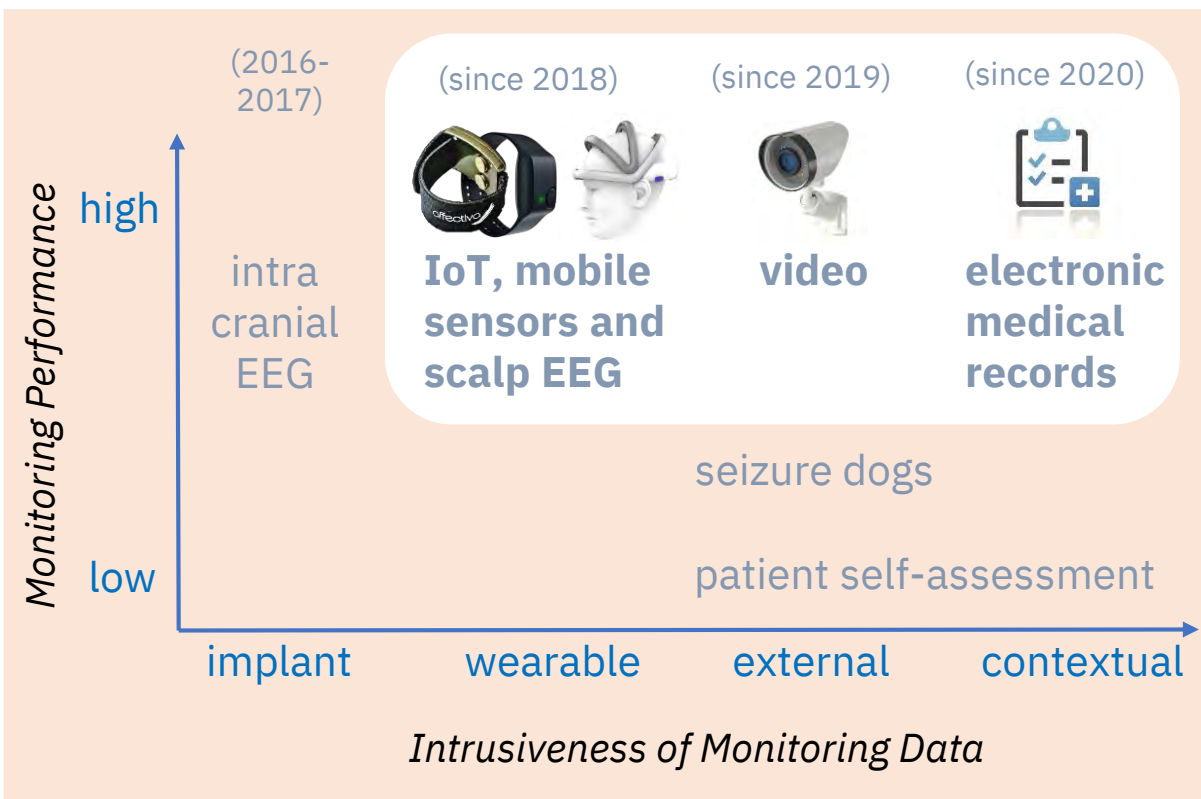 (2016-
2017)
(since 2018)
(since 2019)
(since 2020)
affectiva
Monitoring Performance
high
low
intra
cranial
EEG
IoT, mobile
sensors and
scalp EEG
video
electronic
medical
records
seizure dogs
patient self-assessment
implant
wearable
external
contextual
Intrusiveness of Monitoring Data